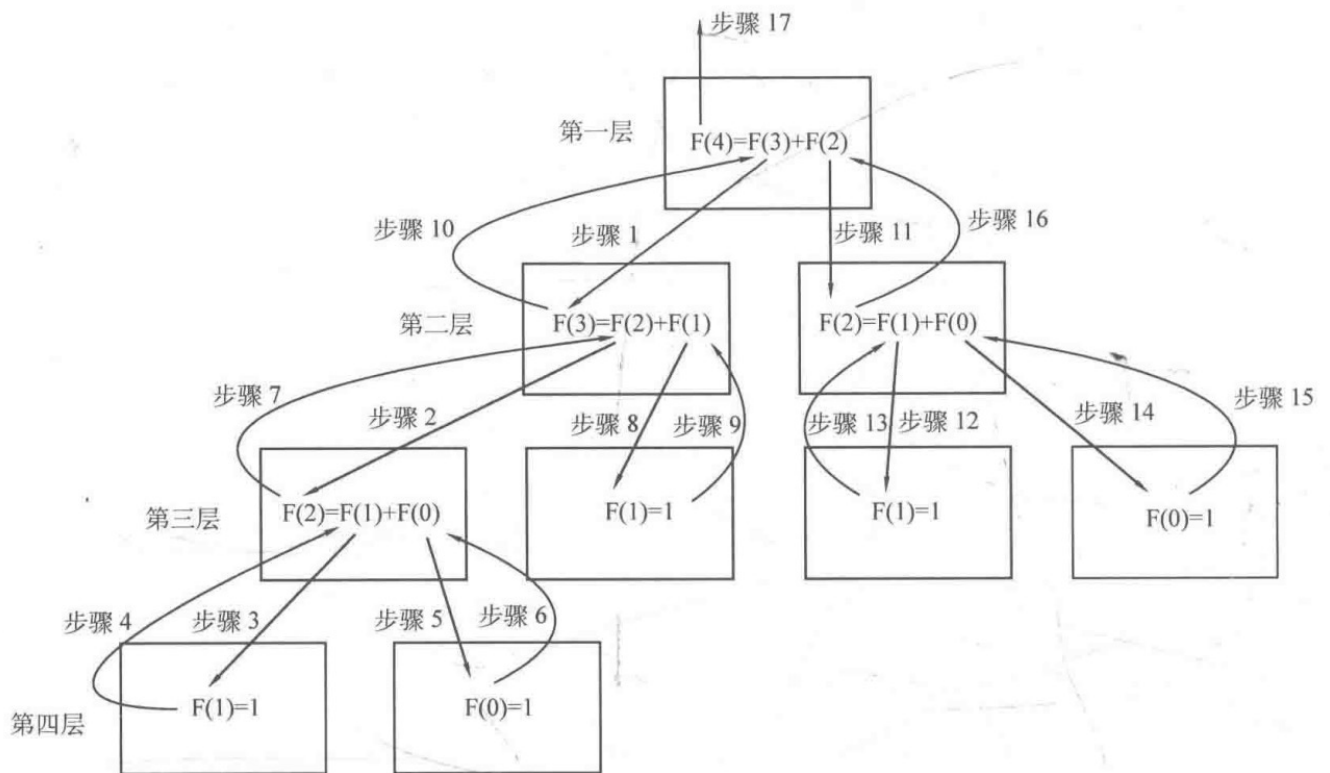 步骤 17
第一层
F(4)=F(3)+F(2)
步骤 10
步骤 1
步骤 11
步骤 16
第二层
F(3)=F(2)+F(1)
F(2)=F(1)+F(0)
步骤 7
步骤 2
步骤 8
步骤 9
步骤 13
步骤 12
步骤 14
步骤 15
第三层
F(2)=F(1)+F(0)
F(1)=1
F(1)=1
F(0)=1
步骤 4
步骤 3
步骤 5
步骤 6
第四层
F(1)=1
F(0)=1